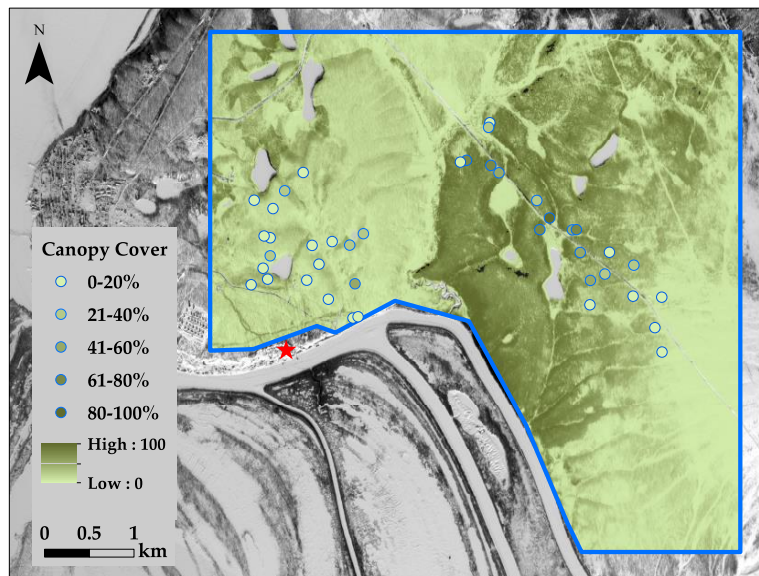 N
Canopy Cover
0-20%
21-40%
41-60%
61-80%
80-100%
High : 100
Low : 0
0 0.5 1
km